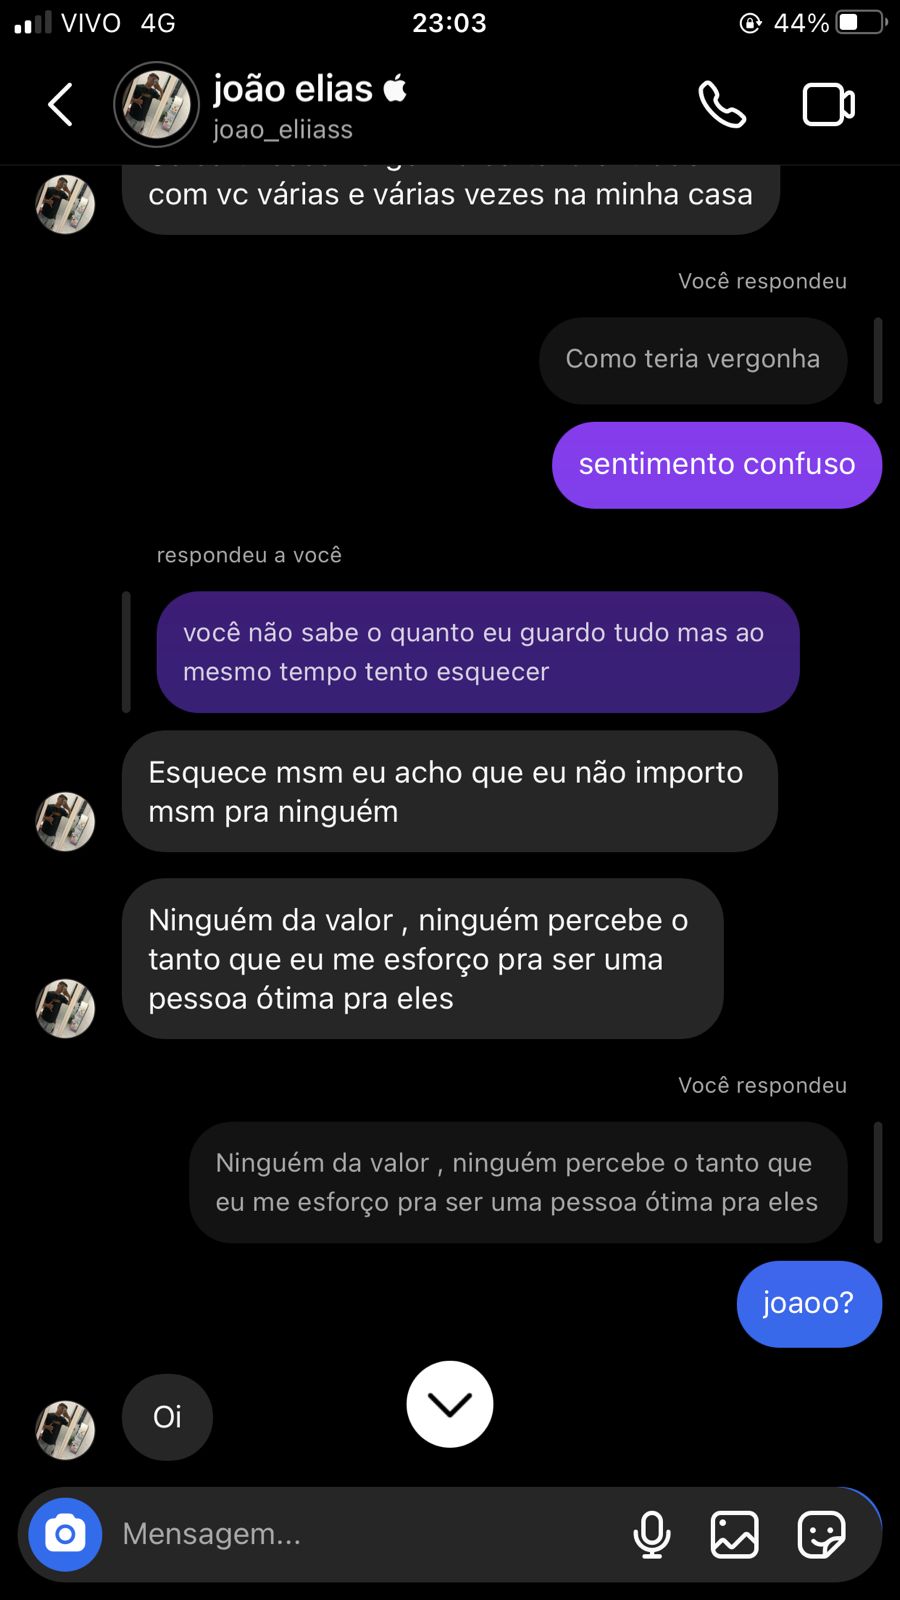 VIVO 4G 23:03 44%
joão elias
joao_eliiass
com vc várias e várias vezes na minha casa
Você respondeu
Como teria vergonha
sentimento confuso
respondeu a você
você não sabe o quanto eu guardo tudo mas ao
mesmo tempo tento esquecer
Esquece msm eu acho que eu não importo
msm pra ninguém
Ninguém da valor , ninguém percebe o
tanto que eu me esforço pra ser uma
pessoa ótima pra eles
Você respondeu
Ninguém da valor , ninguém percebe o tanto que
eu me esforço pra ser uma pessoa ótima pra eles
joaoo?
Oi
Mensagem...